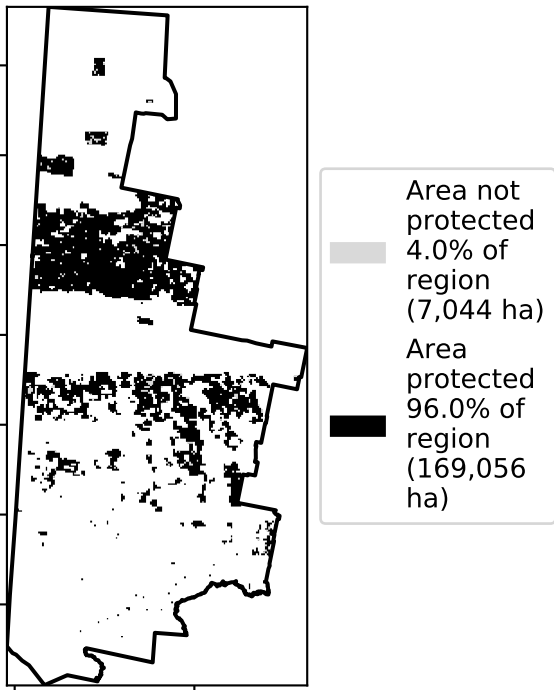 Area not
protected
4.0% of
region
(7,044 ha)
Area
protected
96.0% of
region
(169,056
ha)